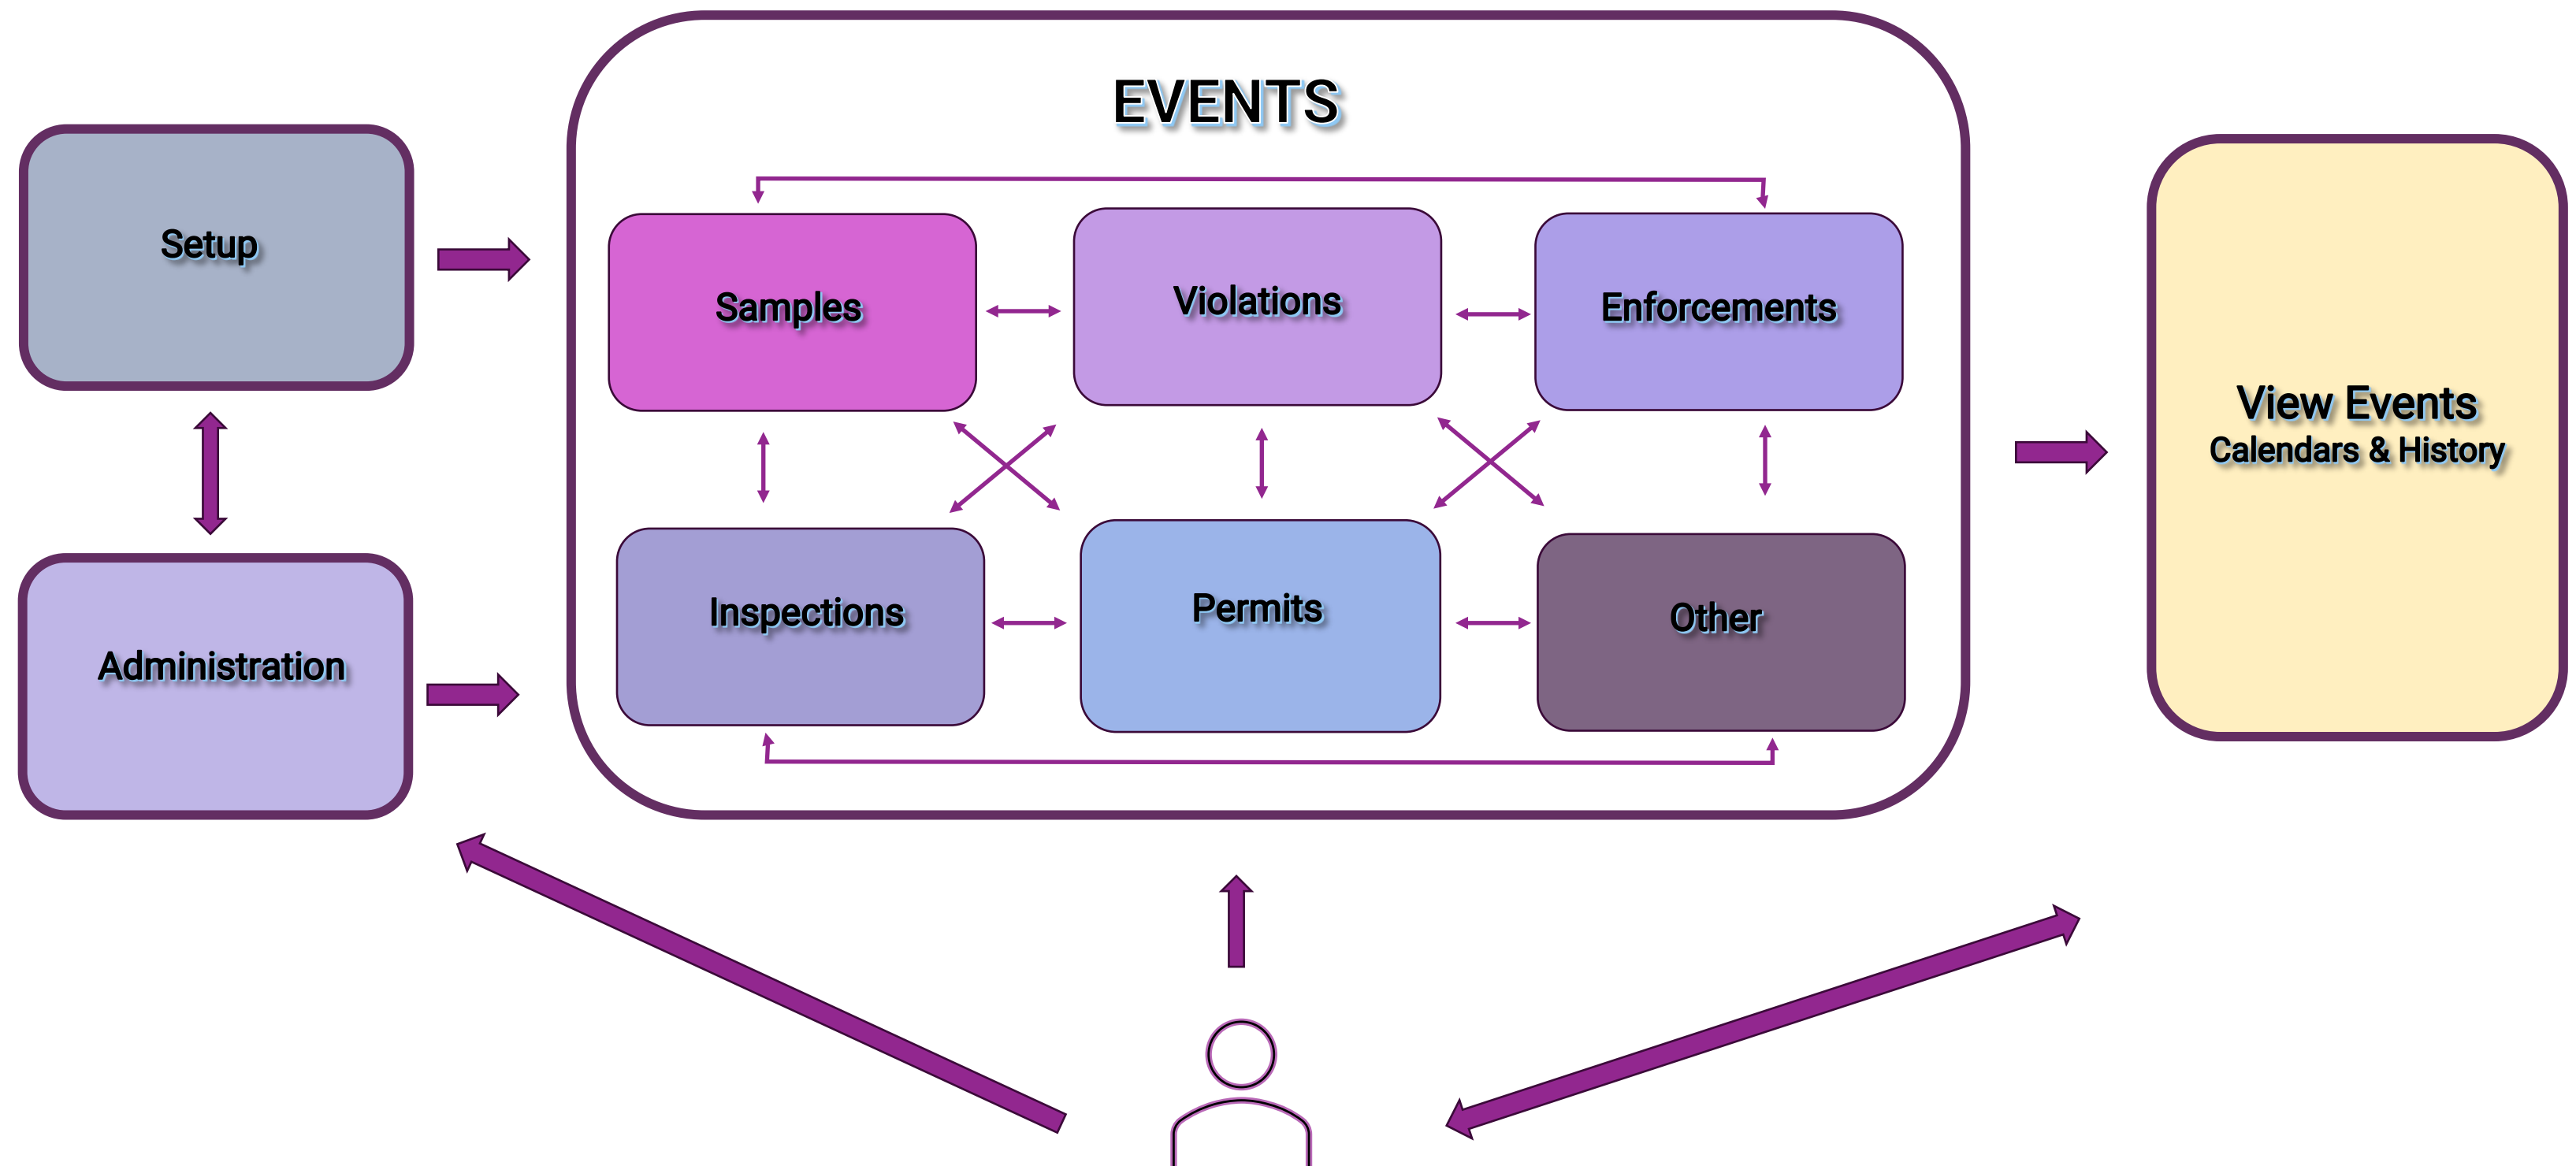 EVENTS
Setup
Samples
Violations
Enforcements
View Events
Calendars & History
Administration
Inspections
Permits
Other